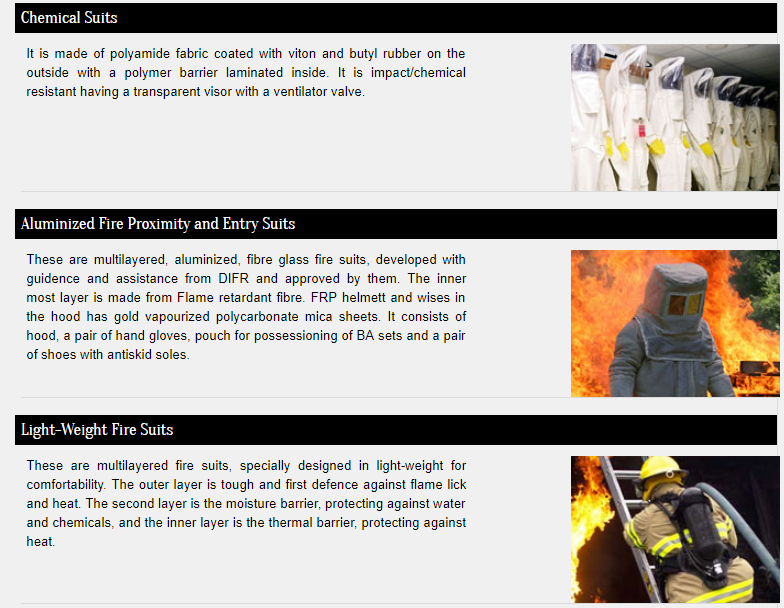 Chemical Suits
It is made of polyamide fabric coated with viton and butyl rubber on the
outside with a polymer barrier laminated inside. It is impact/chemical
resistant having a transparent visor with a ventilator valve.
Aluminized Fire Proximity and Entry Suits
These are multilayered, aluminized, fibre glass fire suits, developed with
guidence and assistance from DIFR and approved by them. The inner
most layer is made from Flame retardant fibre. FRP helmett and wises in
the hood has gold vapourized polycarbonate mica sheets. It consists of
hood, a pair of hand gloves, pouch for possessioning of BA sets and a pair
of shoes with antiskid soles.
Light-Weight Fire Suits
These are multilayered fire suits, specially designed in light-weight for
comfortability. The outer layer is tough and first defence against flame lick
and heat. The second layer is the moisture barrier, protecting against water
and chemicals, and the inner layer is the thermal barrier, protecting against
heat.